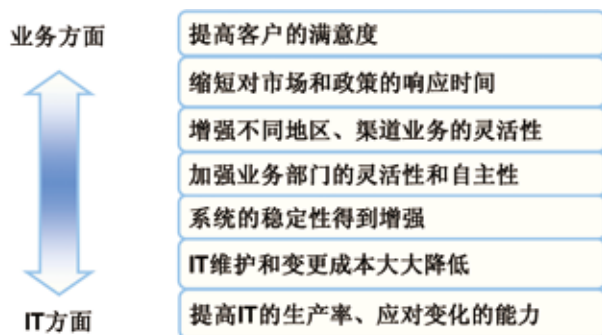 业务方面
提高客户的满意度
缩短对市场和政策的响应时间
增强不同地区、渠道业务的灵活性
加强业务部门的灵活性和自主性
系统的稳定性得到增强
IT维护和变更成本大大降低
IT方面
提高IT的生产率、应对变化的能力